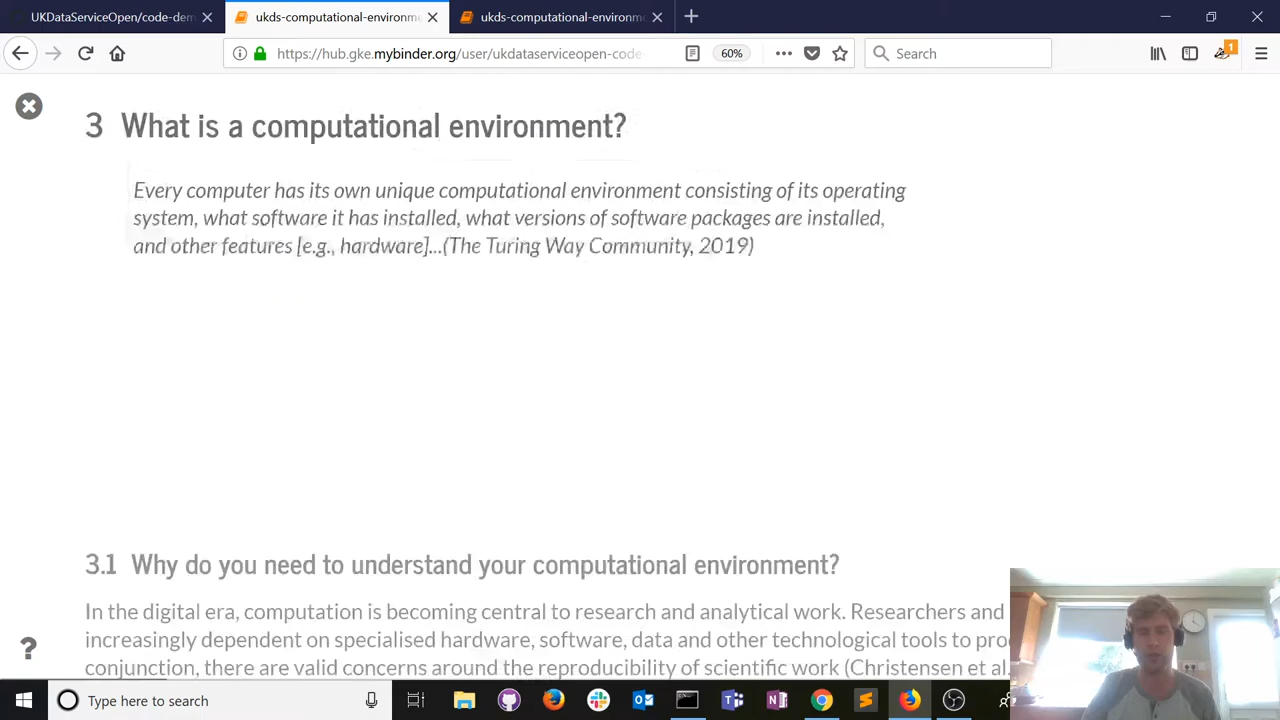 UKDataServiceOpen/code-dem
ukds-computational-environme
ukds-computational-environme
https://hub.gke.mybinder.org/user/ukdataserviceopen-code-
60%
Search
1
3 What is a computational environment?
Every computer has its own unique computational environment consisting of its operating
system, what software it has installed, what versions of software packages are installed,
and other features [e.g., hardware]...(The Turing Way Community, 2019)
3.1 Why do you need to understand your computational environment?
In the digital era, computation is becoming central to research and analytical work. Researchers and
increasingly dependent on specialised hardware, software, data and other technological tools to pro
conjunction, there are valid concerns around the reproducibility of scientific work (Christensen et al.
?
Type here to search